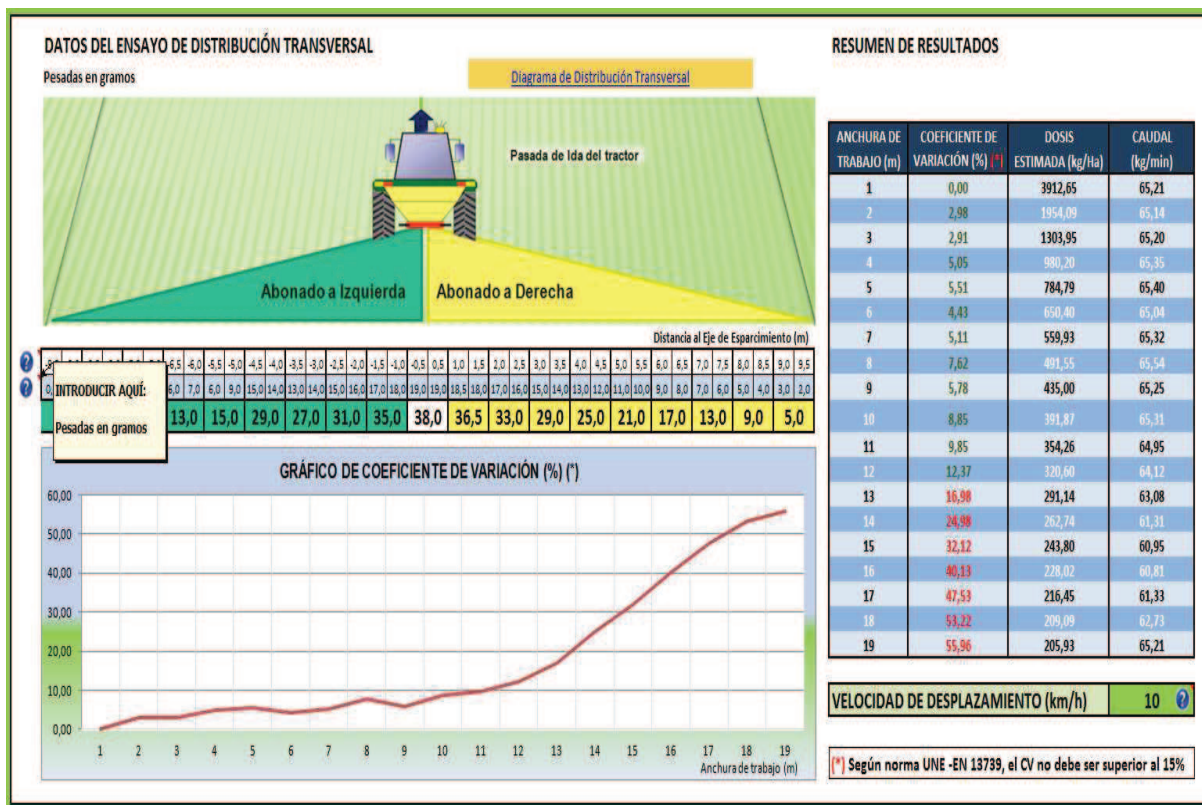 DATOS DEL ENSAYO DE DISTRIBUCIÓN TRANSVERSAL
Pesadas en gramos
Diagrama de Distribución Transversal
Pasada de Ida del tractor
Abonado a Izquierda
Abonado a Derecha
Distancia al Eje de Esparcimiento (m)
-6,5 -6,0 -5,5 -5,0 -4,5 -4,0 -3,5 -3,0 -2,5 -2,0 -1,5 -1,0 -0,5 0,5 1,0 1,5 2,0 2,5 3,0 3,5 4,0 4,5 5,0 5,5 6,0 6,5 7,0 7,5 8,0 8,5 9,0 9,5
6,0 7,0 6,0 9,0 15,0 14,0 13,0 14,0 15,0 16,0 17,0 18,0 19,0 19,0 18,5 18,0 17,0 16,0 15,0 14,0 13,0 12,0 11,0 10,0 9,0 8,0 7,0 6,0 5,0 4,0 3,0 2,0
INTRODUCIR AQUÍ:
Pesadas en gramos
13,0 15,0 29,0 27,0 31,0 35,0 38,0 36,5 33,0 29,0 25,0 21,0 17,0 13,0 9,0 5,0
GRÁFICO DE COEFICIENTE DE VARIACIÓN (%) (*)
60,00
50,00
40,00
30,00
20,00
10,00
0,00
1 2 3 4 5 6 7 8 9 10 11 12 13 14 15 16 17 18 19
Anchura de trabajo (m)
RESUMEN DE RESULTADOS
ANCHURA DE TRABAJO (m) COEFICIENTE DE VARIACIÓN (%) (*) DOSIS ESTIMADA (kg/Ha) CAUDAL (kg/min)
1 0,00 3912,65 65,21
2 2,98 1954,09 65,14
3 2,91 1303,95 65,20
4 5,05 980,20 65,35
5 5,51 784,79 65,40
6 4,43 650,40 65,04
7 5,11 559,93 65,32
8 7,62 491,55 65,54
9 5,78 435,00 65,25
10 8,85 391,87 65,31
11 9,85 354,26 64,95
12 12,37 320,60 64,12
13 16,98 291,14 63,08
14 24,98 262,74 61,31
15 32,12 243,80 60,95
16 40,13 228,02 60,81
17 47,53 216,45 61,33
18 53,22 209,09 62,73
19 55,96 205,93 65,21
VELOCIDAD DE DESPLAZAMIENTO (km/h) 10 ?
(*) Según norma UNE -EN 13739, el CV no debe ser superior al 15%